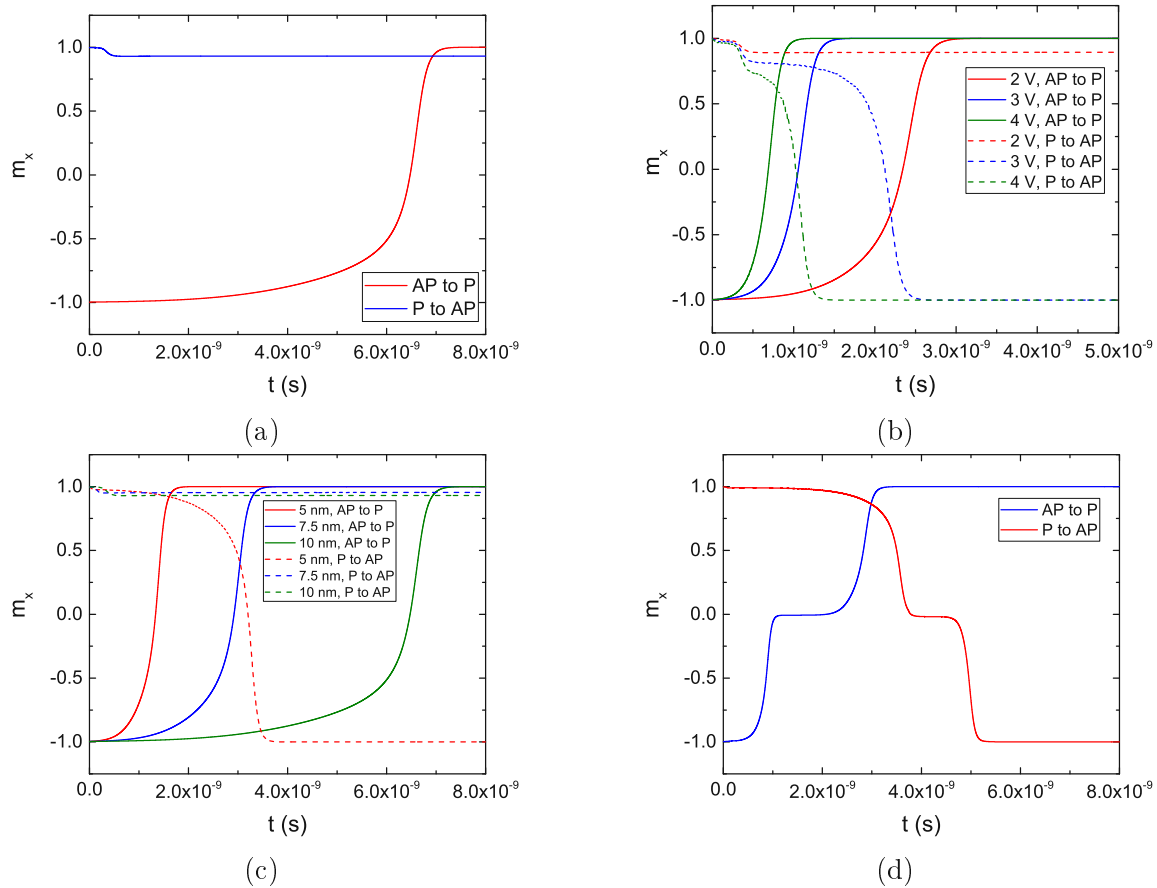 1.0
0.5
0.0
-0.5
-1.0
m_x
AP to P
P to AP
0.0 2.0x10^-9 4.0x10^-9 6.0x10^-9 8.0x10^-9
t (s)
(a)
1.0
0.5
0.0
-0.5
-1.0
m_x
2 V, AP to P
3 V, AP to P
4 V, AP to P
2 V, P to AP
3 V, P to AP
4 V, P to AP
0.0 1.0x10^-9 2.0x10^-9 3.0x10^-9 4.0x10^-9 5.0x10^-9
t (s)
(b)
1.0
0.5
0.0
-0.5
-1.0
m_x
5 nm, AP to P
7.5 nm, AP to P
10 nm, AP to P
5 nm, P to AP
7.5 nm, P to AP
10 nm, P to AP
0.0 2.0x10^-9 4.0x10^-9 6.0x10^-9 8.0x10^-9
t (s)
(c)
1.0
0.5
0.0
-0.5
-1.0
m_x
AP to P
P to AP
0.0 2.0x10^-9 4.0x10^-9 6.0x10^-9 8.0x10^-9
t (s)
(d)